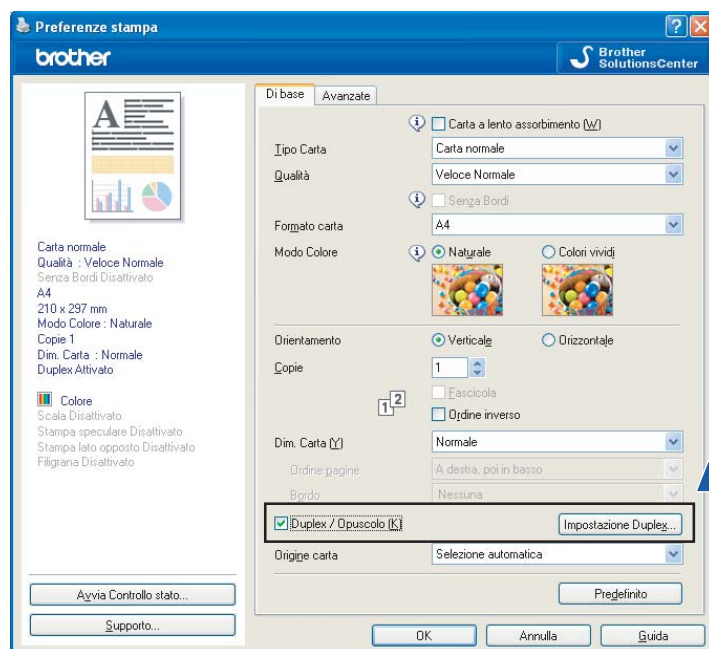 Preferenze stampa
brother
Brother
SolutionsCenter
A
Carta normale
Qualità : Veloce Normale
Senza Bordi Disattivato
A4
210 x 297 mm
Modo Colore : Naturale
Copie 1
Dim. Carta : Normale
Duplex Attivato
Colore
Scala Disattivato
Stampa speculare Disattivato
Stampa lato opposto Disattivato
Filigrana Disattivato
Avvia Controllo stato...
Supporto...
Di base Avanzate
Carta a lento assorbimento (W)
Tipo Carta Carta normale
Qualità Veloce Normale
Senza Bordi
Formato carta A4
Modo Colore Naturale Colori vividi
Orientamento Verticale Orizzontale
Copie 1
Fascicola
1 2
Ordine inverso
Dim. Carta (Y) Normale
Ordine pagine A destra, poi in basso
Bordo Nessuna
Duplex / Opuscolo (K) Impostazione Duplex...
Origine carta Selezione automatica
Predefinito
OK Annulla Guida